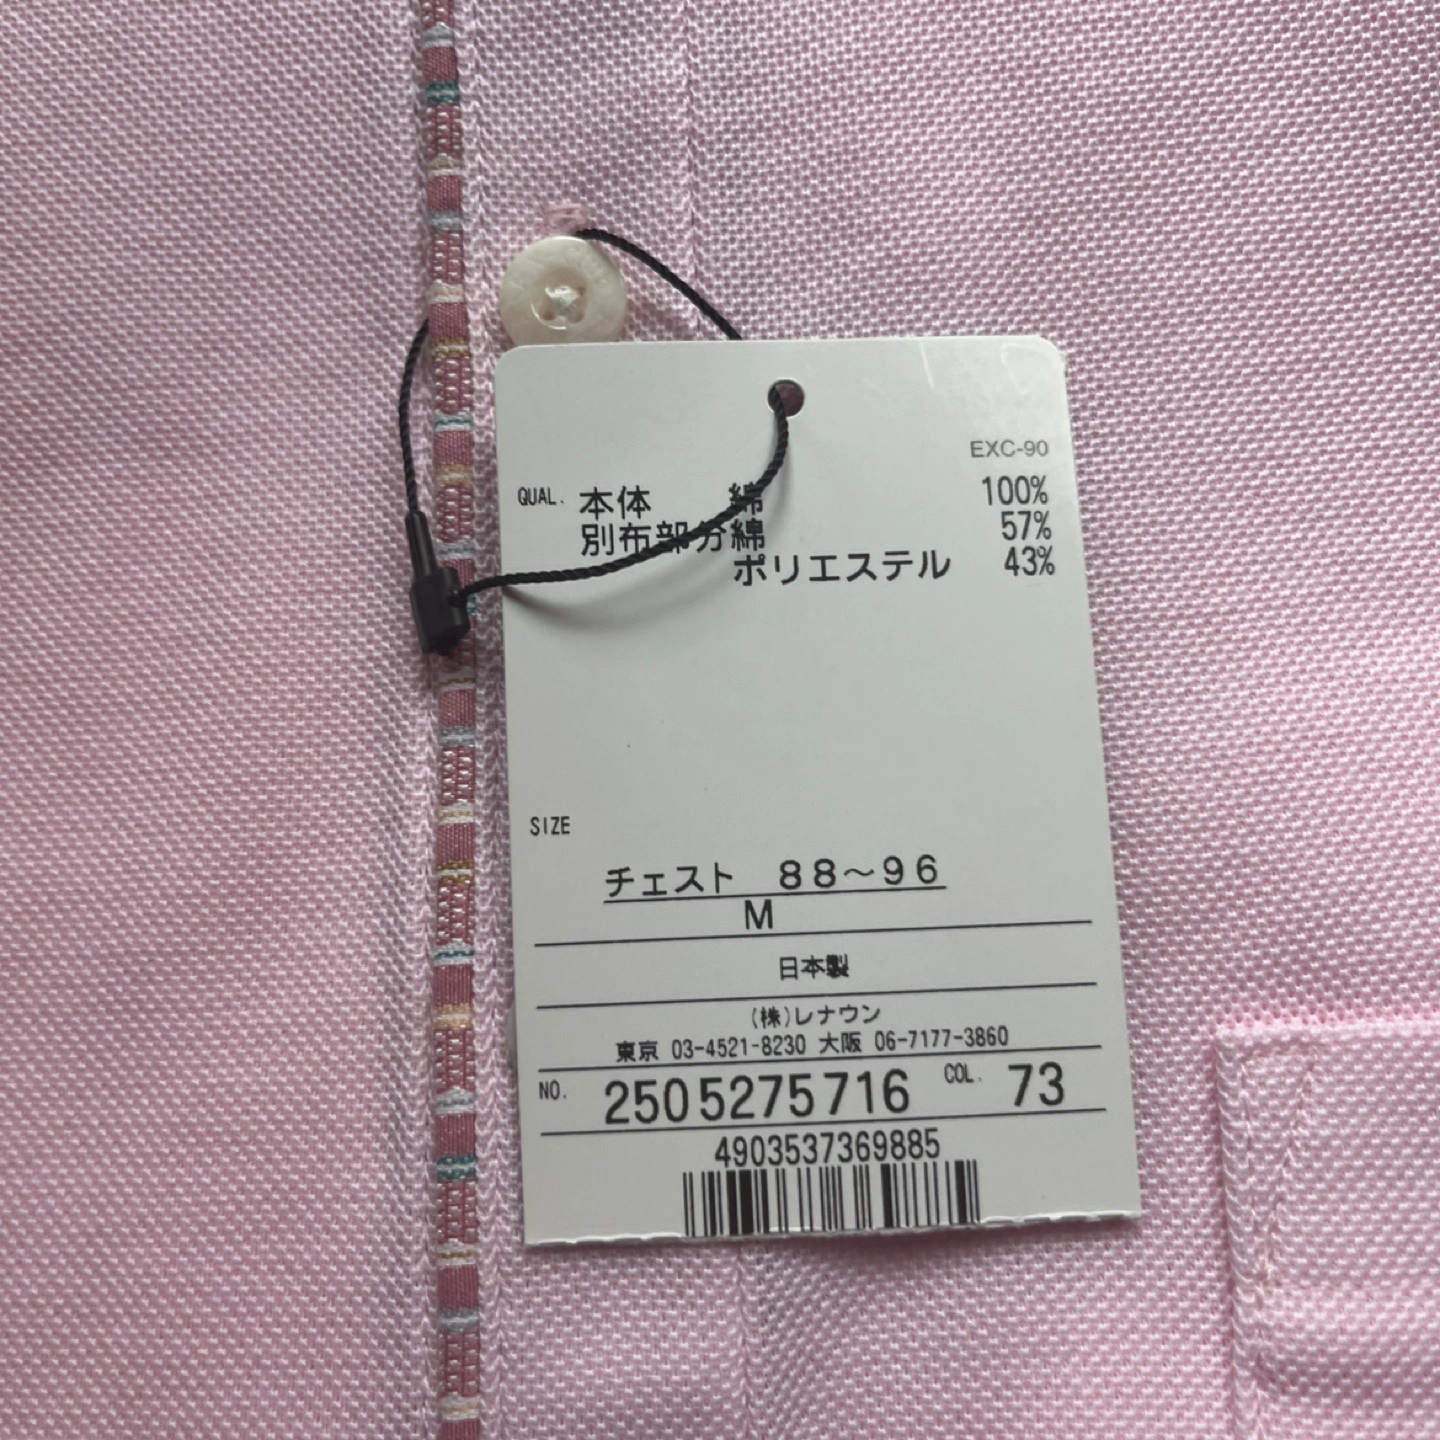 EXC-90
QUAL. 本体 綿 100%
別布部分綿 57%
ポリエステル 43%
SIZE
チェスト 88～96
M
日本製
(株)レナウン
東京 03-4521-8230 大阪 06-7177-3860
NO. 2505275716 COL. 73
4903537369885